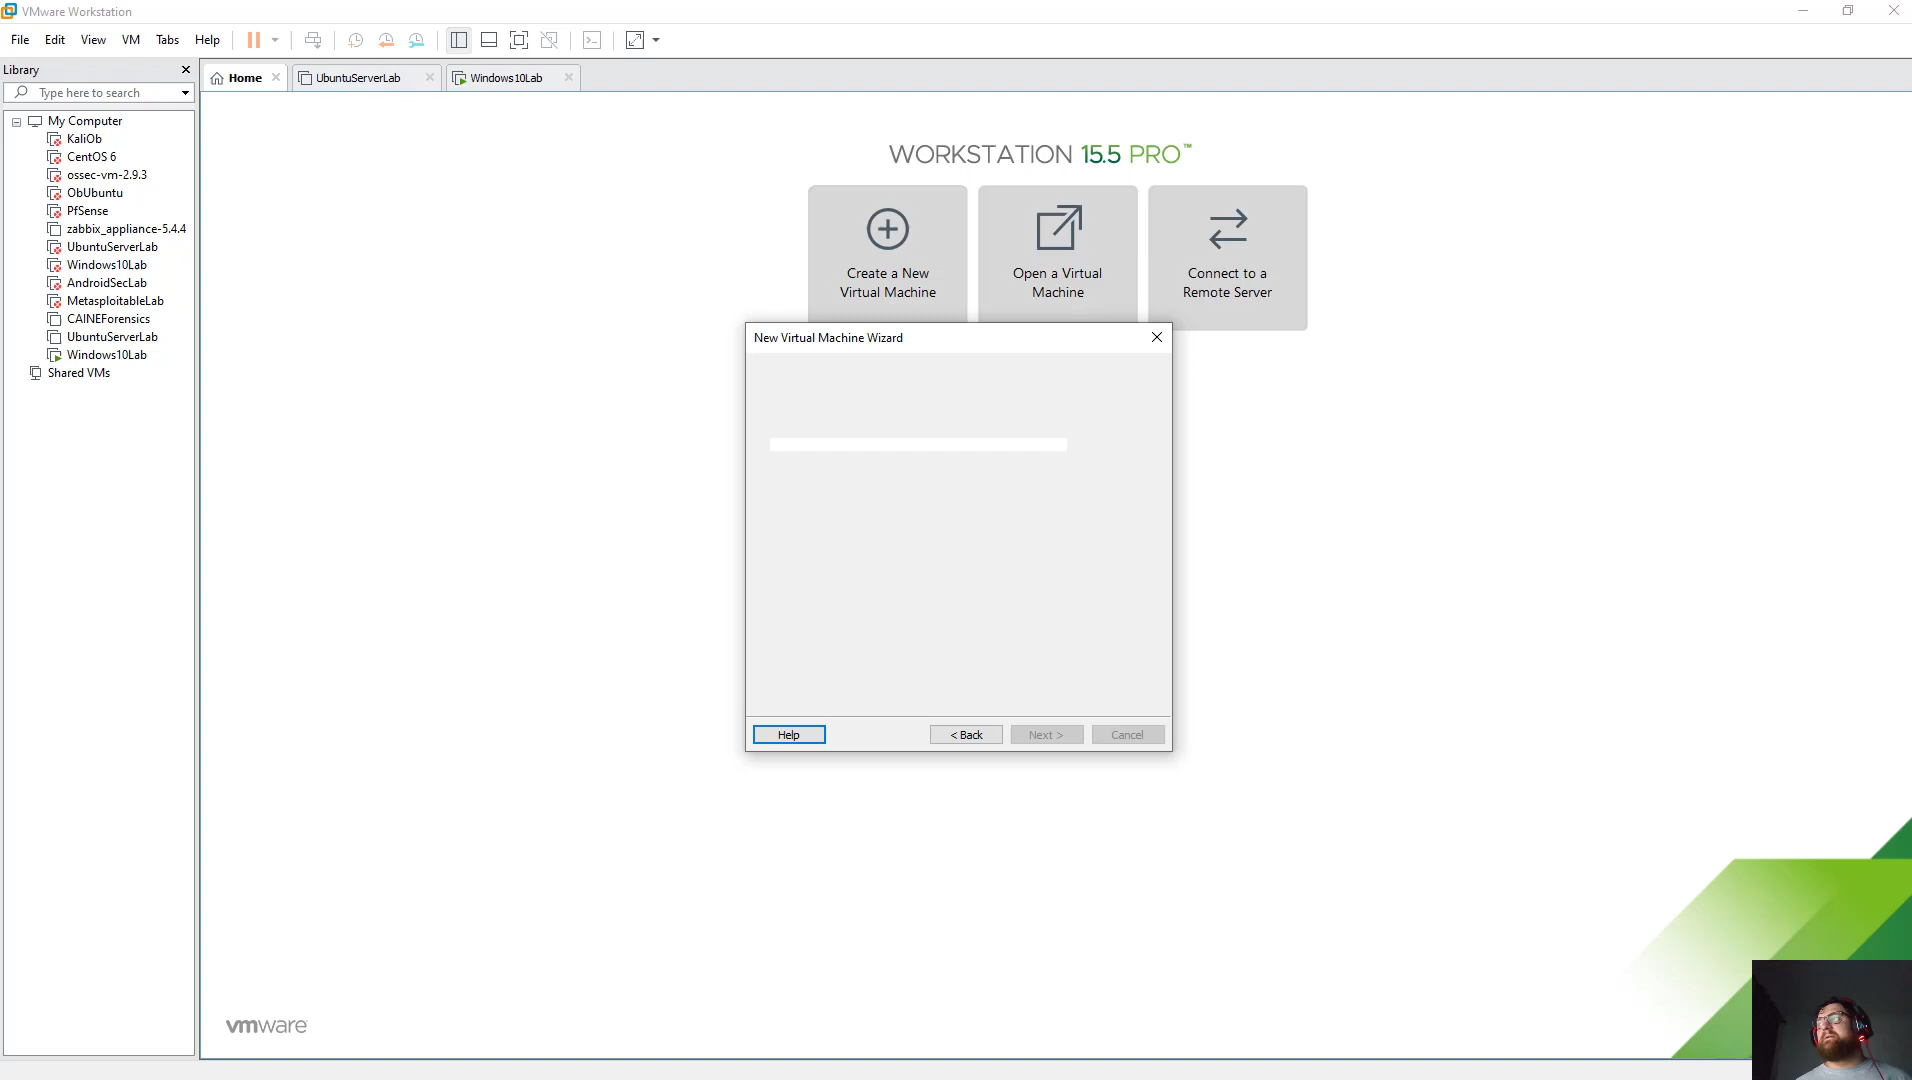 VMware Workstation
File Edit View VM Tabs Help
Library
Type here to search
My Computer
KaliOb
CentOS 6
ossec-vm-2.9.3
ObUbuntu
PfSense
zabbix_appliance-5.4.4
UbuntuServerLab
Windows10Lab
AndroidSecLab
MetasploitableLab
CAINEForensics
UbuntuServerLab
Windows10Lab
Shared VMs
Home UbuntuServerLab Windows10Lab
WORKSTATION 15.5 PRO™
Create a New
Virtual Machine
Open a Virtual
Machine
Connect to a
Remote Server
New Virtual Machine Wizard
Help < Back Next > Cancel
vmware